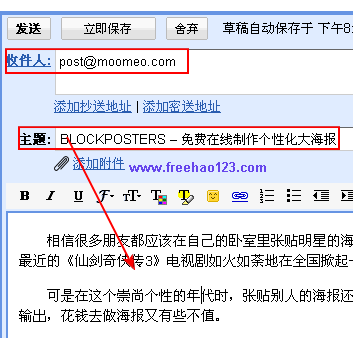 发送 立即保存 舍弃 草稿自动保存于 下午8
收件人: post@moomeo.com
添加抄送地址 | 添加密送地址
主题: BLOCKPOSTERS – 免费在线制作个性化大海报
添加附件 www.freehao123.com
B I U
相信很多朋友都应该在自己的卧室里张贴明星的海
最近的《仙剑奇侠传3》电视剧如火如荼地在全国掀起
可是在这个崇尚个性的年代时，张贴别人的海报还
输出，花钱去做海报又有些不值。